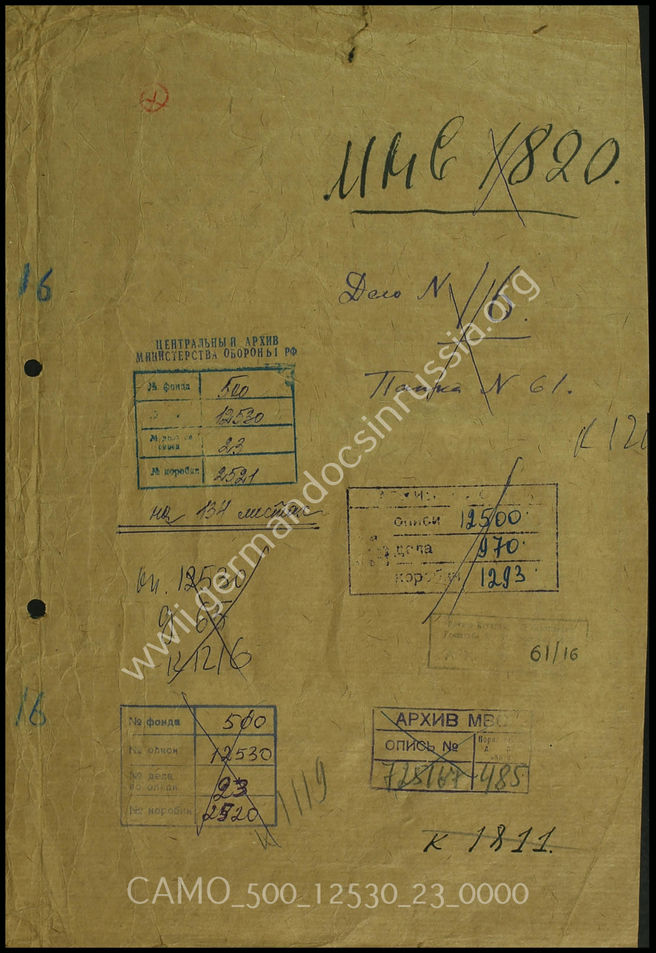 1820.
16
Дело N 16.
ЦЕНТРАЛЬНЫЙ АРХИВ
МИНИСТЕРСТВА ОБОРОНЫ РФ
№ фонда 500
12530
23
№ коробки 2521
Папка N 61.
на 134 листах
описи 12500
дела 970
коробки 1293
оп. 12530
д 65
к 1216
61/16
16
№ фонда 500
№ описи 12530
№ дела по описи 23
№ коробки 2520
АРХИВ МВС
ОПИСЬ №
485
к 1811.
www.germandocsinrussia.org
CAMO_500_12530_23_0000